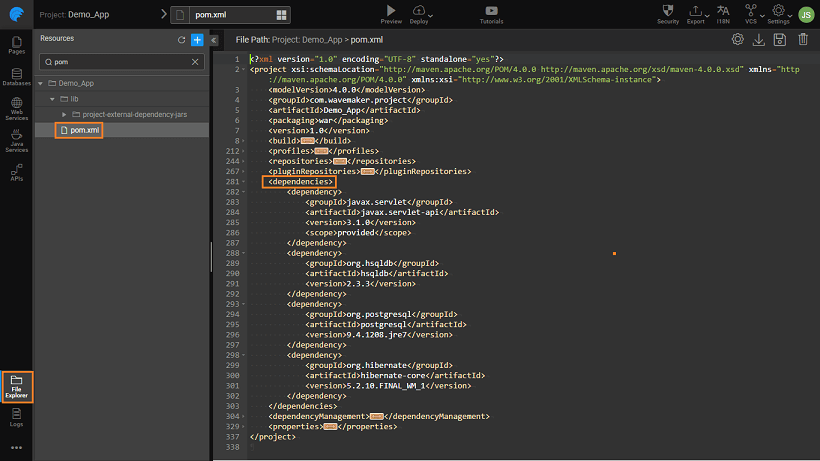 Project: Demo_App
pom.xml
Preview
Deploy
Tutorials
Security
Export
I18N
VCS
Settings
JS
Pages
Databases
Web
Services
Java
Services
APIs
File
Explorer
Logs
Resources
pom
Demo_App
lib
project-external-dependency-jars
pom.xml
File Path: Project: Demo_App > pom.xml
1 <?xml version="1.0" encoding="UTF-8" standalone="yes"?>
2 <project xsi:schemaLocation="http://maven.apache.org/POM/4.0.0 http://maven.apache.org/xsd/maven-4.0.0.xsd" xmlns="http
://maven.apache.org/POM/4.0.0" xmlns:xsi="http://www.w3.org/2001/XMLSchema-instance">
3 <modelVersion>4.0.0</modelVersion>
4 <groupId>com.wavemaker.project</groupId>
5 <artifactId>Demo_App</artifactId>
6 <packaging>war</packaging>
7 <version>1.0</version>
8 <build></build>
212 <profiles></profiles>
244 <repositories></repositories>
267 <pluginRepositories></pluginRepositories>
281 <dependencies>
282 <dependency>
283 <groupId>javax.servlet</groupId>
284 <artifactId>javax.servlet-api</artifactId>
285 <version>3.1.0</version>
286 <scope>provided</scope>
287 </dependency>
288 <dependency>
289 <groupId>org.hsqldb</groupId>
290 <artifactId>hsqldb</artifactId>
291 <version>2.3.3</version>
292 </dependency>
293 <dependency>
294 <groupId>org.postgresql</groupId>
295 <artifactId>postgresql</artifactId>
296 <version>9.4.1208.jre7</version>
297 </dependency>
298 <dependency>
299 <groupId>org.hibernate</groupId>
300 <artifactId>hibernate-core</artifactId>
301 <version>5.2.10.FINAL_WM_1</version>
302 </dependency>
303 </dependencies>
304 <dependencyManagement></dependencyManagement>
329 <properties></properties>
337 </project>
338